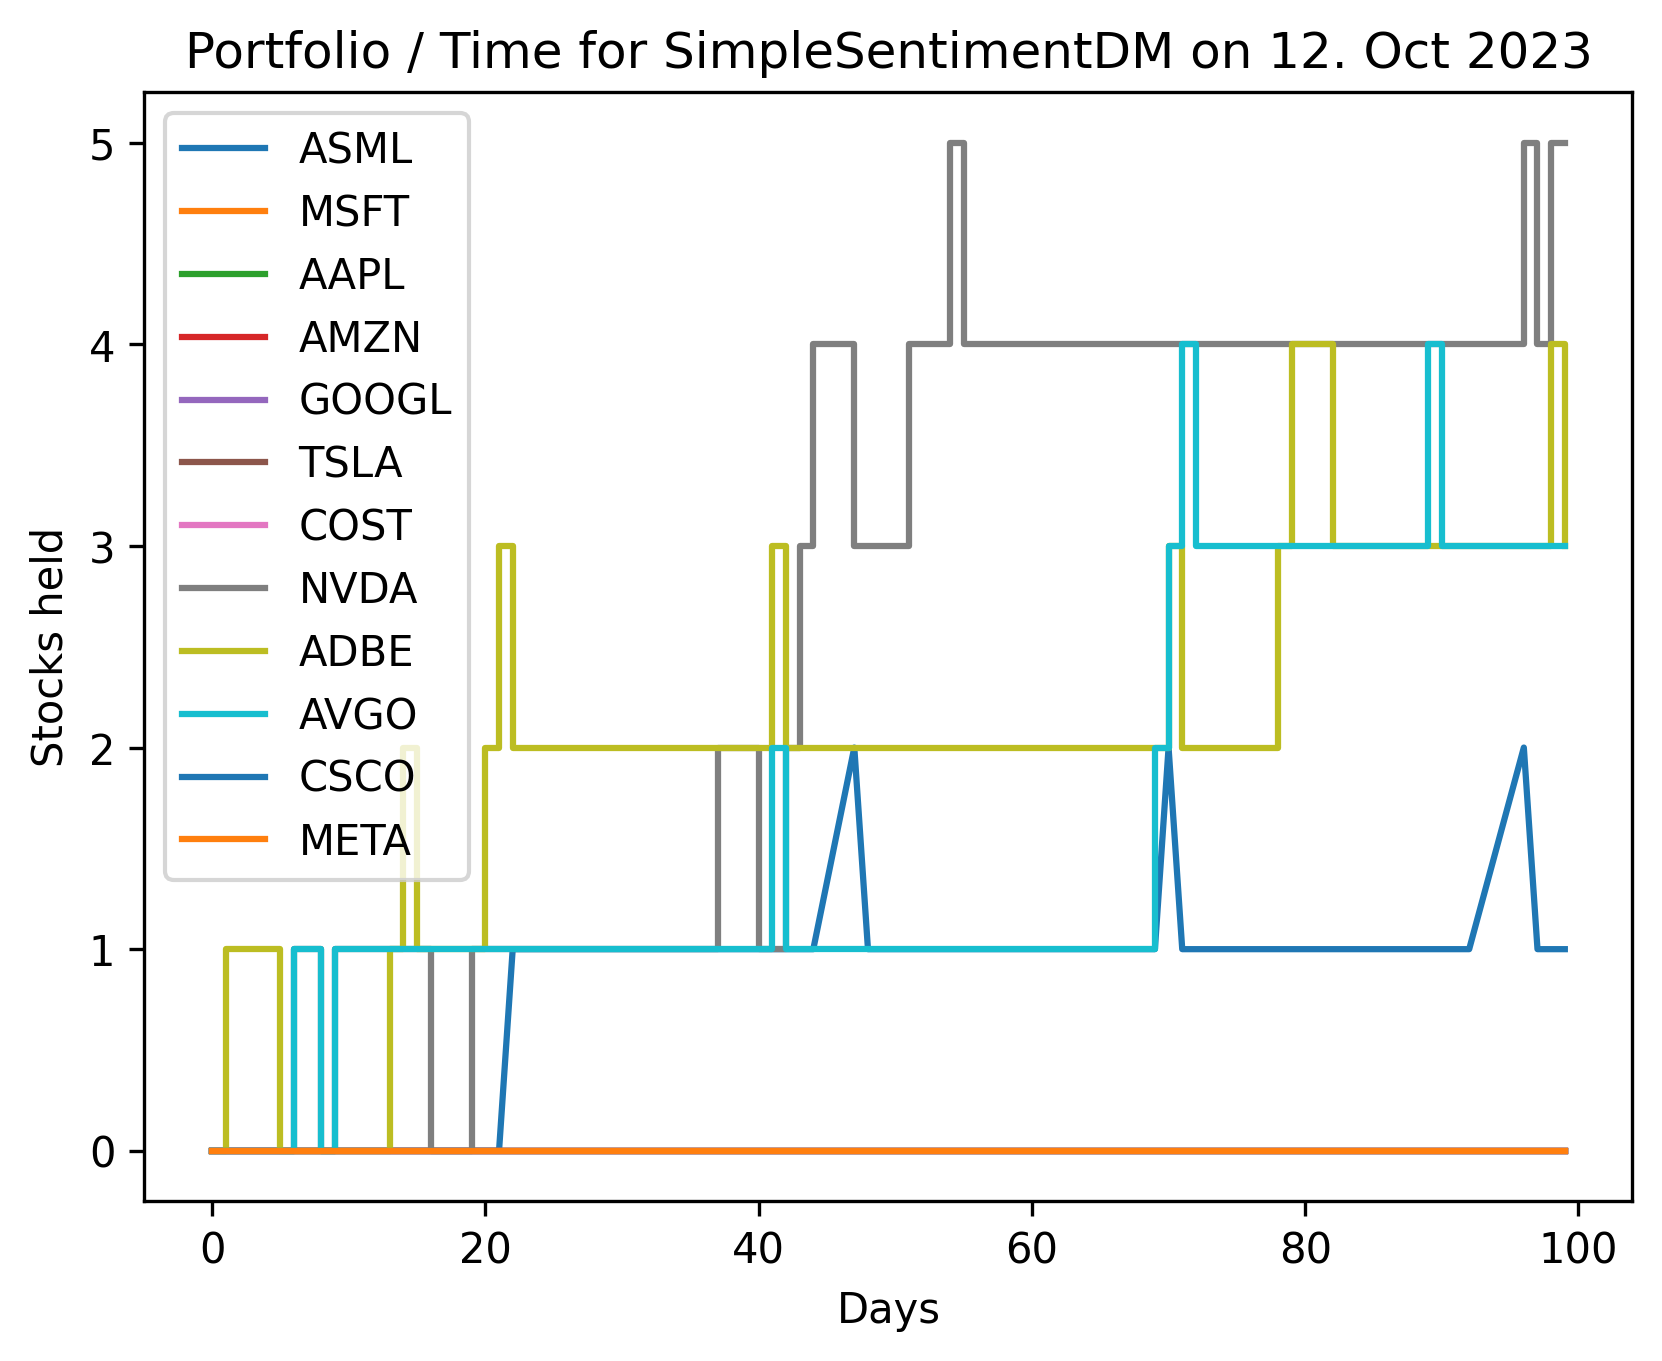 Portfolio / Time for SimpleSentimentDM on 12. Oct 2023
5
4
3
2
1
0
Stocks held
ASML
MSFT
AAPL
AMZN
GOOGL
TSLA
COST
NVDA
ADBE
AVGO
CSCO
META
0 20 40 60 80 100
Days